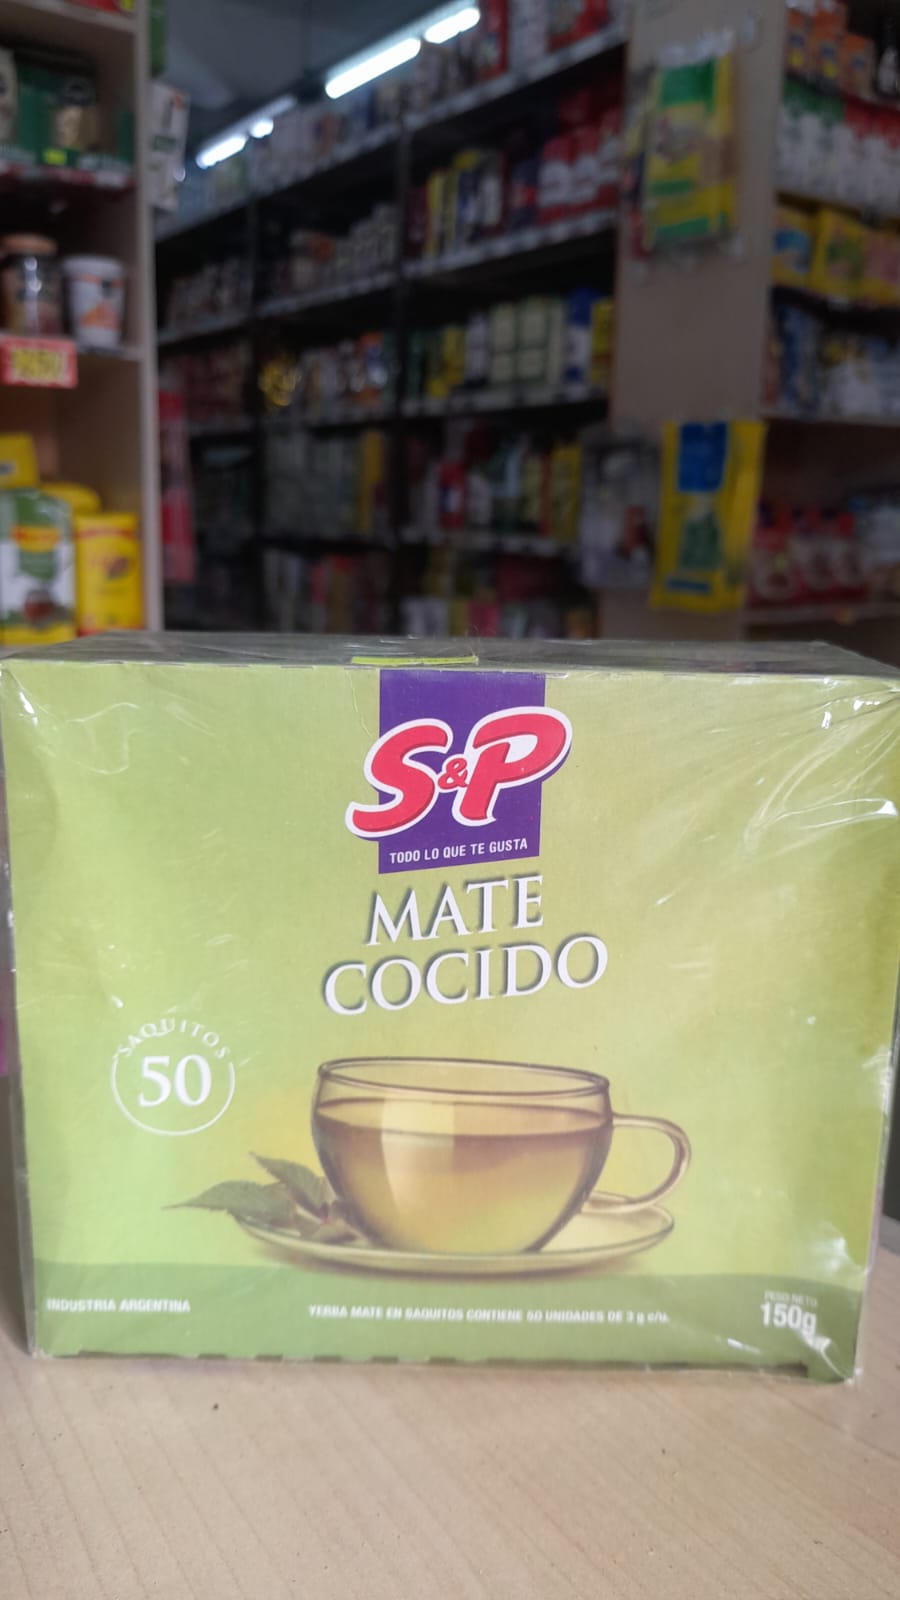 S&P
TODO LO QUE TE GUSTA
MATE
COCIDO
SAQUITOS
50
INDUSTRIA ARGENTINA
YERBA MATE EN SAQUITOS CONTIENE 50 UNIDADES DE 3 g c/u.
PESO NETO
150g